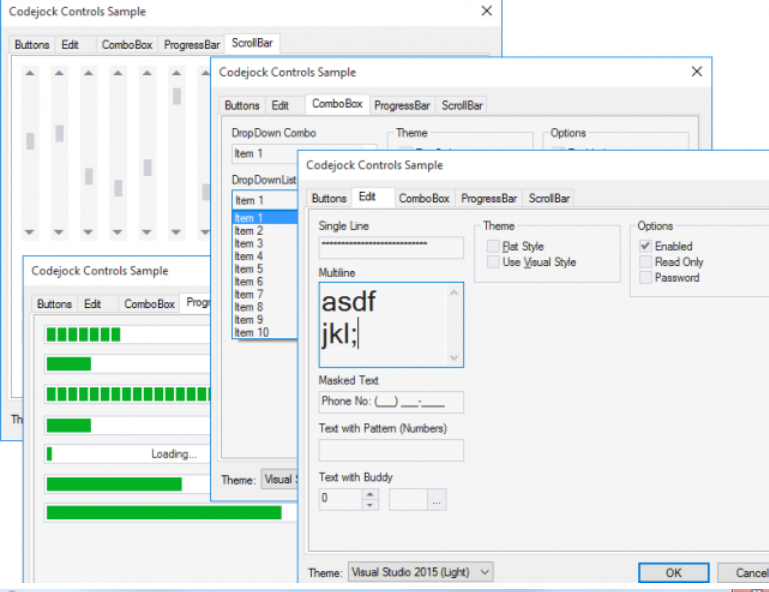 Codejock Controls Sample
Buttons Edit ComboBox ProgressBar ScrollBar
Codejock Controls Sample
Buttons Edit ComboBox ProgressBar ScrollBar
DropDown Combo
Item 1
DropDownList
Item 1
Item 1
Item 2
Item 3
Item 4
Item 5
Item 6
Item 7
Item 8
Item 9
Item 10
Theme
Options
Theme:
Codejock Controls Sample
Buttons Edit ComboBox
Loading...
Codejock Controls Sample
Buttons Edit ComboBox ProgressBar ScrollBar
Single Line
Multiline
asdf
jkl;
Masked Text
Phone No: (___) ___-____
Text with Pattern (Numbers)
Text with Buddy
0
...
Theme
Flat Style
Use Visual Style
Options
Enabled
Read Only
Password
Theme: Visual Studio 2015 (Light)
OK Cancel